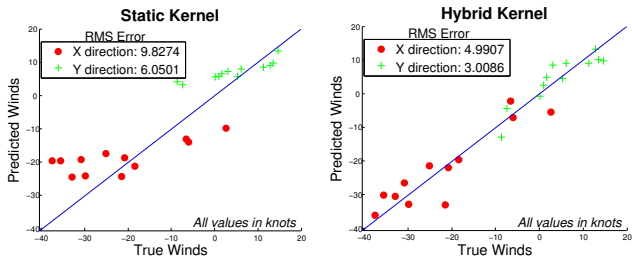 Static Kernel
RMS Error
X direction: 9.8274
Y direction: 6.0501
Predicted Winds
20
10
0
-10
-20
-30
-40
-40 -30 -20 -10 0 10 20
All values in knots
True Winds
Hybrid Kernel
RMS Error
X direction: 4.9907
Y direction: 3.0086
Predicted Winds
20
10
0
-10
-20
-30
-40
-40 -30 -20 -10 0 10 20
All values in knots
True Winds